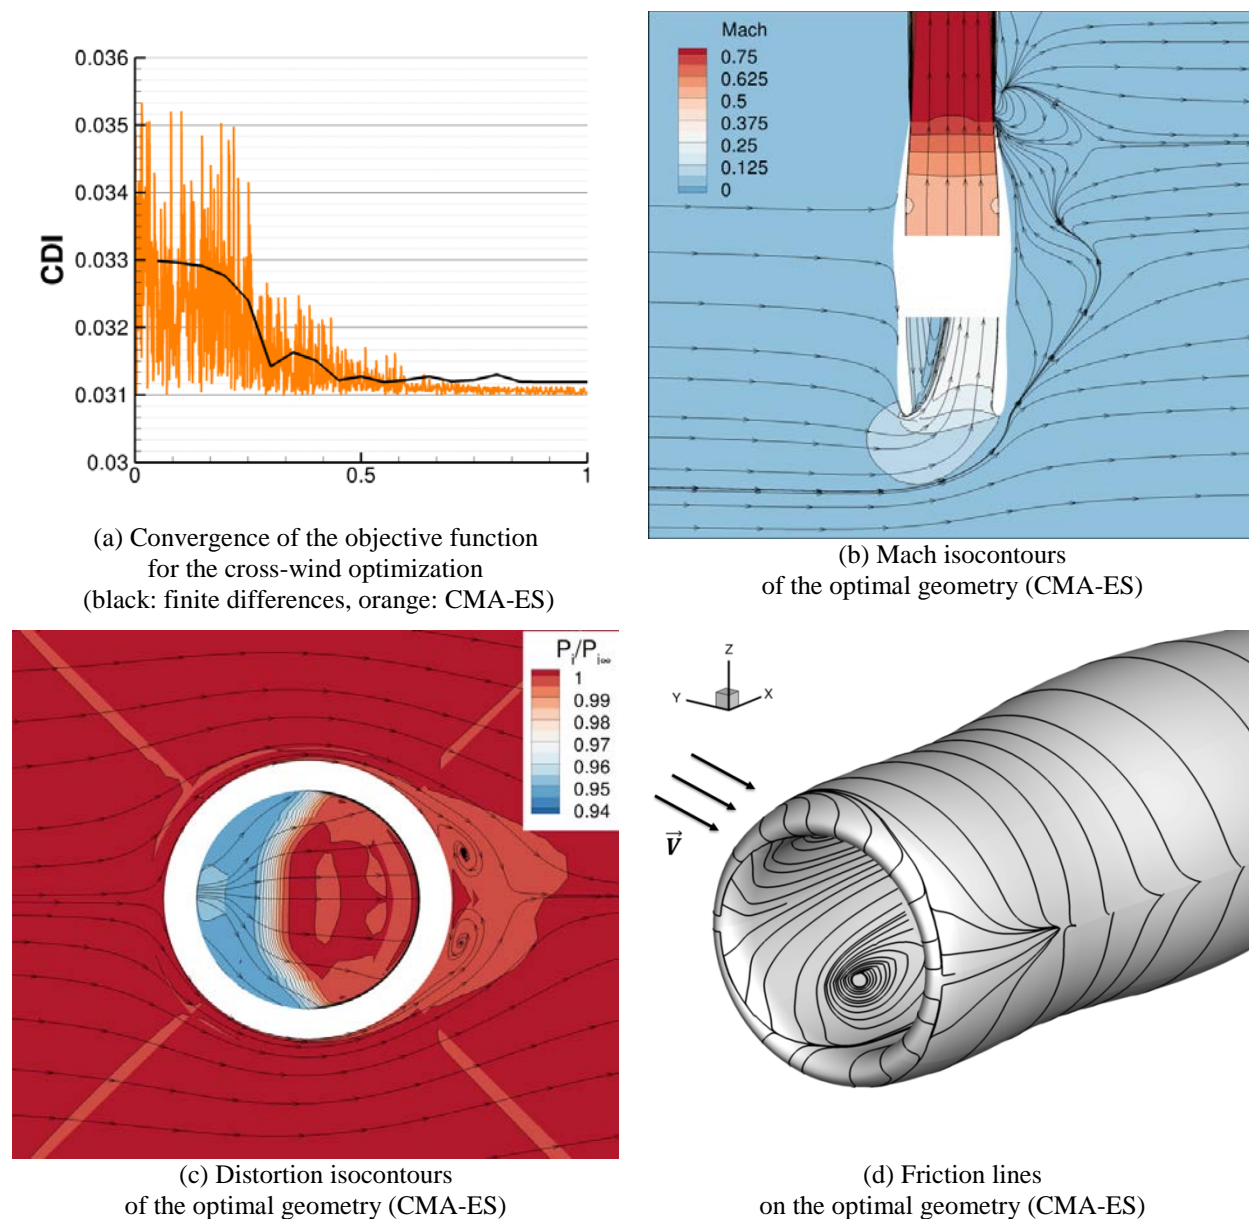 0.036
0.035
0.034
0.033
0.032
0.031
0.03
CDI
0
0.5
1
(a) Convergence of the objective function
for the cross-wind optimization
(black: finite differences, orange: CMA-ES)
Mach
0.75
0.625
0.5
0.375
0.25
0.125
0
(b) Mach isocontours
of the optimal geometry (CMA-ES)
P_i/P_i∞
1
0.99
0.98
0.97
0.96
0.95
0.94
(c) Distortion isocontours
of the optimal geometry (CMA-ES)
Z
Y
X
V⃗
(d) Friction lines
on the optimal geometry (CMA-ES)